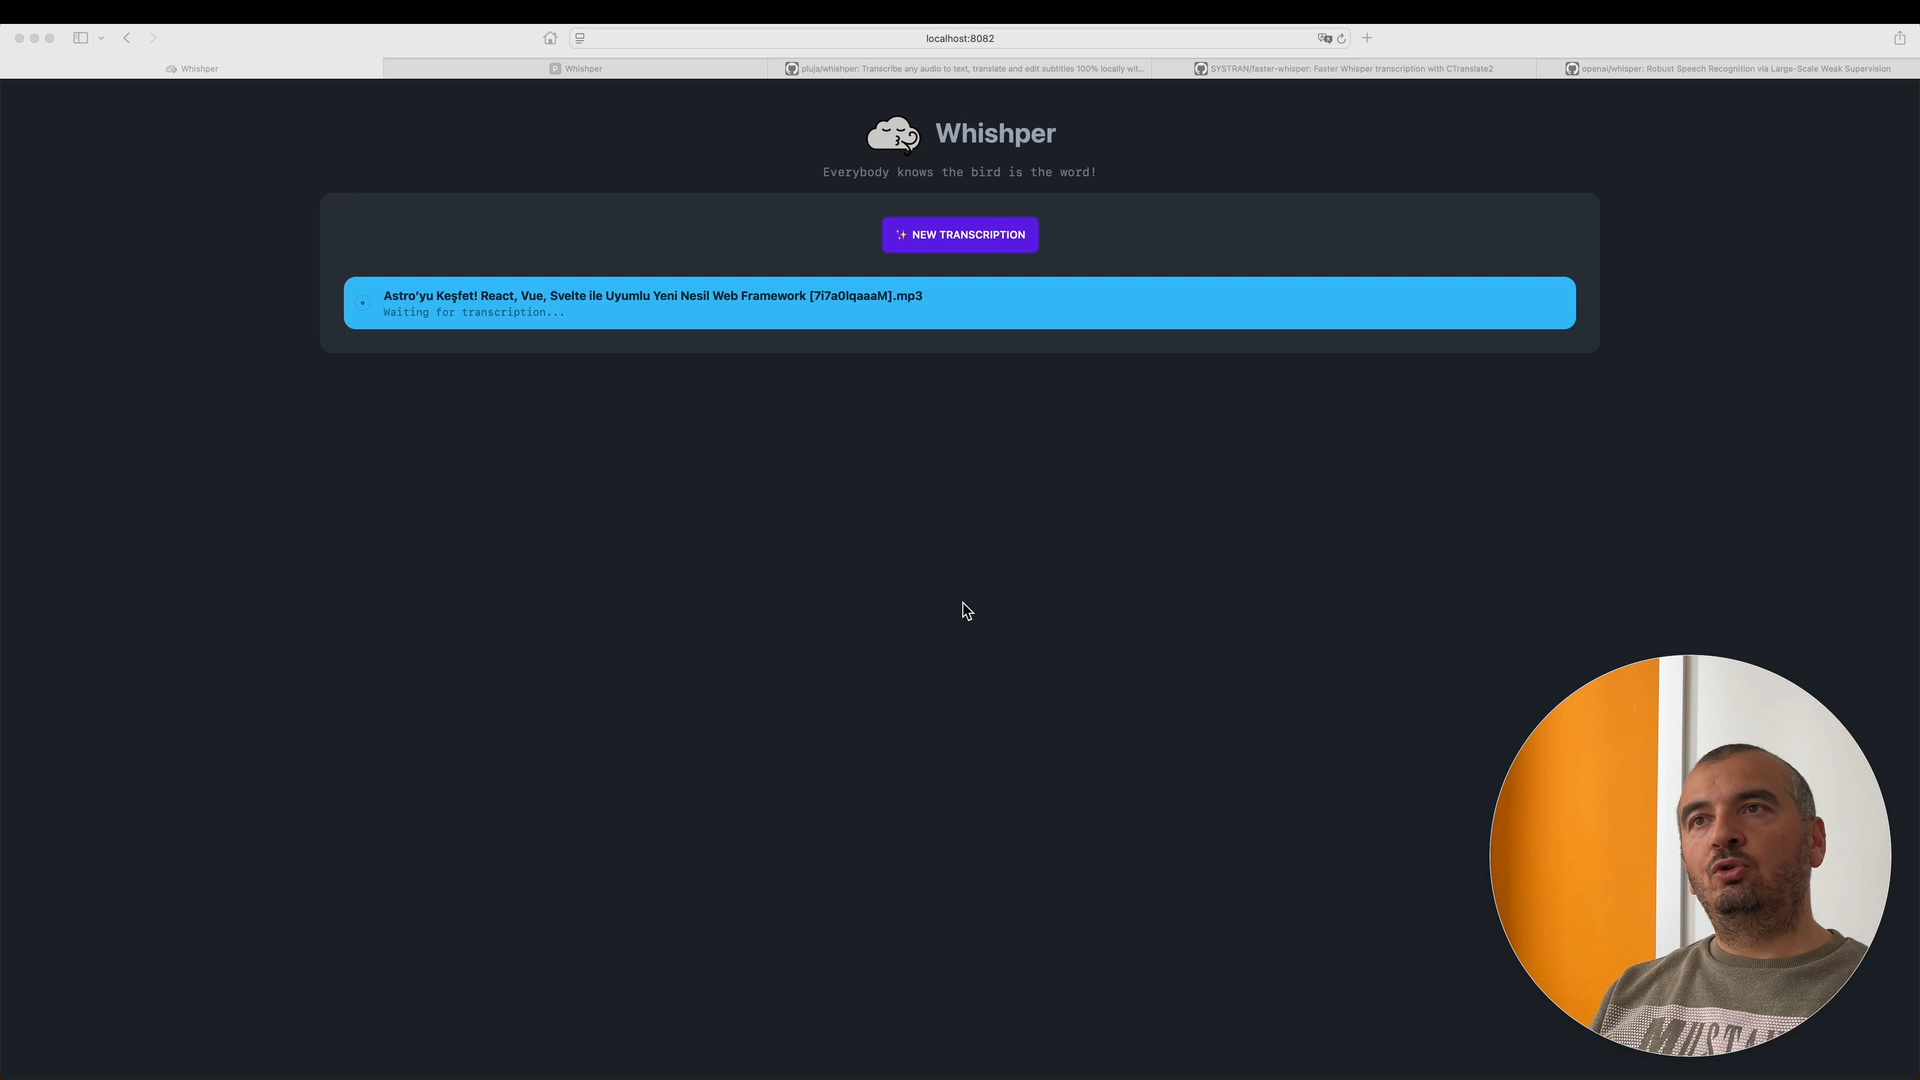 localhost:8082
Whishper
Whishper
pluja/whishper: Transcribe any audio to text, translate and edit subtitles 100% locally wit...
SYSTRAN/faster-whisper: Faster Whisper transcription with CTranslate2
openai/whisper: Robust Speech Recognition via Large-Scale Weak Supervision
Whishper
Everybody knows the bird is the word!
✨ NEW TRANSCRIPTION
Astro'yu Keşfet! React, Vue, Svelte ile Uyumlu Yeni Nesil Web Framework [7i7a0lqaaaM].mp3
Waiting for transcription...